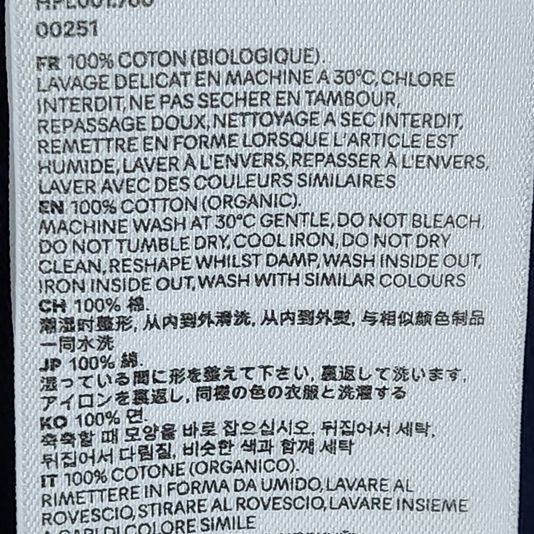 00251
FR 100% COTON (BIOLOGIQUE).
LAVAGE DELICAT EN MACHINE A 30°C, CHLORE
INTERDIT, NE PAS SECHER EN TAMBOUR,
REPASSAGE DOUX, NETTOYAGE A SEC INTERDIT,
REMETTRE EN FORME LORSQUE L'ARTICLE EST
HUMIDE, LAVER À L'ENVERS, REPASSER À L'ENVERS,
LAVER AVEC DES COULEURS SIMILAIRES
EN 100% COTTON (ORGANIC).
MACHINE WASH AT 30°C GENTLE, DO NOT BLEACH,
DO NOT TUMBLE DRY, COOL IRON, DO NOT DRY
CLEAN, RESHAPE WHILST DAMP, WASH INSIDE OUT,
IRON INSIDE OUT, WASH WITH SIMILAR COLOURS
CH 100% 棉.
潮湿时整形, 从内到外清洗, 从内到外熨, 与相似颜色制品
一同水洗
JP 100% 綿.
湿っている間に形を整えて下さい, 裏返して洗います,
アイロンを裏返し, 同様の色の衣服と洗濯する
KO 100% 면.
축축할 때 모양을 바로 잡으십시오, 뒤집어서 세탁,
뒤집어서 다림질, 비슷한 색과 함께 세탁
IT 100% COTONE (ORGANICO).
RIMETTERE IN FORMA DA UMIDO, LAVARE AL
ROVESCIO, STIRARE AL ROVESCIO, LAVARE INSIEME
A CAPI DI COLORE SIMILE